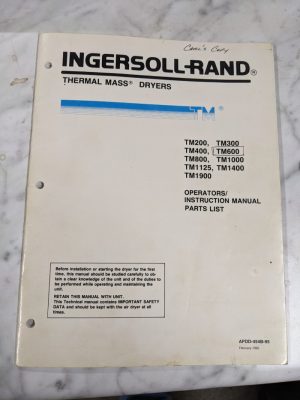 INGERSOLL-RAND®
THERMAL MASS® DRYERS
TM®
TM200, TM300
TM400, TM600
TM800, TM1000
TM1125, TM1400
TM1900
OPERATORS/
INSTRUCTION MANUAL
PARTS LIST
Before installation or starting the dryer for the first
time, this manual should be studied carefully to ob-
tain a clear knowledge of the unit and of the duties to
be performed while operating and maintaining the
unit.
RETAIN THIS MANUAL WITH UNIT.
This Technical manual contains IMPORTANT SAFETY
DATA and should be kept with the air dryer at all
times.